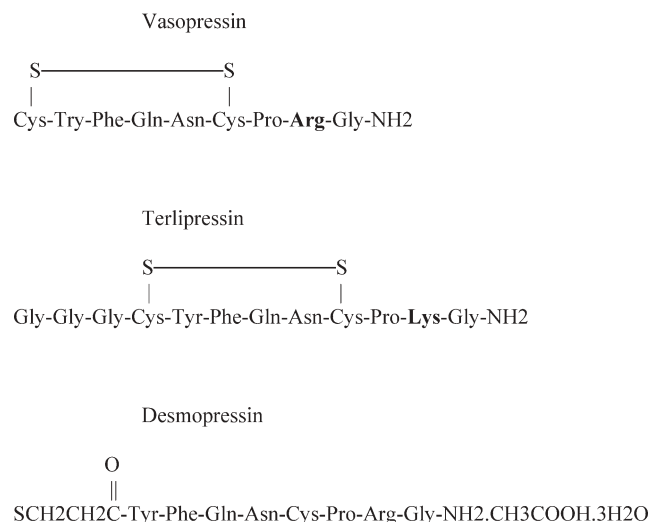 Vasopressin
S S
Cys-Try-Phe-Gln-Asn-Cys-Pro-Arg-Gly-NH2
Terlipressin
S S
Gly-Gly-Gly-Cys-Tyr-Phe-Gln-Asn-Cys-Pro-Lys-Gly-NH2
Desmopressin
O
SCH2CH2C-Tyr-Phe-Gln-Asn-Cys-Pro-Arg-Gly-NH2.CH3COOH.3H2O